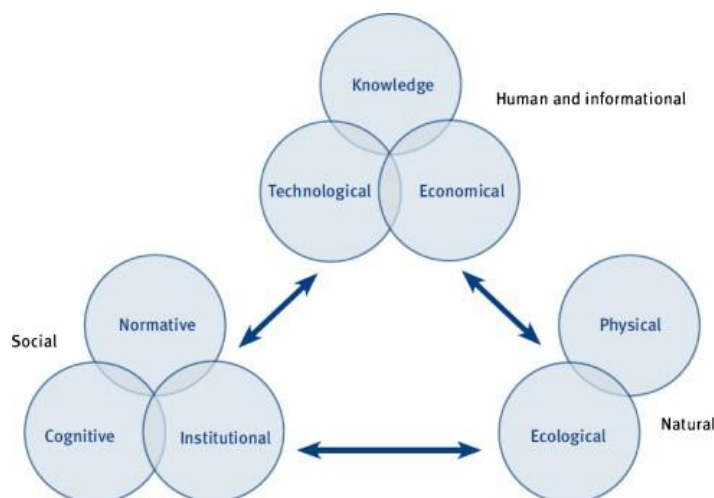 Knowledge
Human and informational
Technological
Economical
Normative
Physical
Social
Cognitive
Institutional
Ecological
Natural